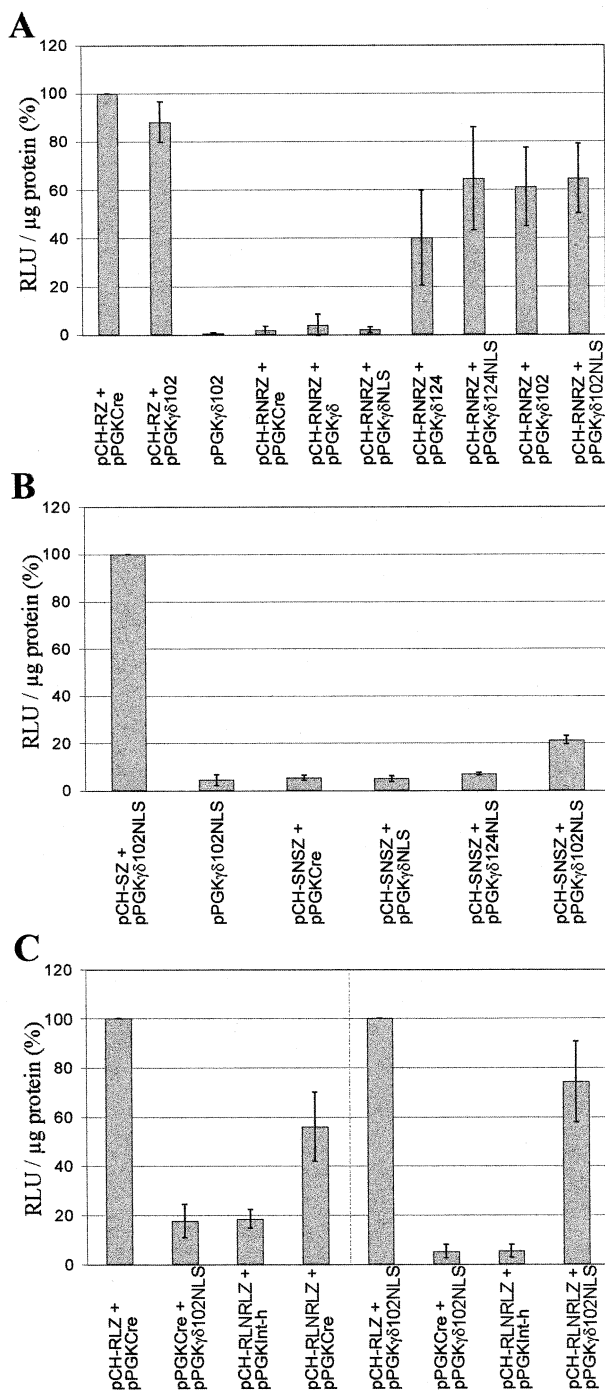 A
RLU / µg protein (%)
120
100
80
60
40
20
0
pCH-RZ +
pPGKCre
pCH-RZ +
pPGKγδ102
pPGKγδ102
pCH-RNRZ +
pPGKCre
pCH-RNRZ +
pPGKγδ
pCH-RNRZ +
pPGKγδNLS
pCH-RNRZ +
pPGKγδ124
pCH-RNRZ +
pPGKγδ124NLS
pCH-RNRZ +
pPGKγδ102
pCH-RNRZ +
pPGKγδ102NLS
B
RLU / µg protein (%)
120
100
80
60
40
20
0
pCH-SZ +
pPGKγδ102NLS
pPGKγδ102NLS
pCH-SNSZ +
pPGKCre
pCH-SNSZ +
pPGKγδNLS
pCH-SNSZ +
pPGKγδ124NLS
pCH-SNSZ +
pPGKγδ102NLS
C
RLU / µg protein (%)
120
100
80
60
40
20
0
pCH-RLZ +
pPGKCre
pPGKCre +
pPGKγδ102NLS
pCH-RLNRLZ +
pPGKInt-h
pCH-RLNRLZ +
pPGKCre
pCH-RLZ +
pPGKγδ102NLS
pPGKCre +
pPGKγδ102NLS
pCH-RLNRLZ +
pPGKInt-h
pCH-RLNRLZ +
pPGKγδ102NLS